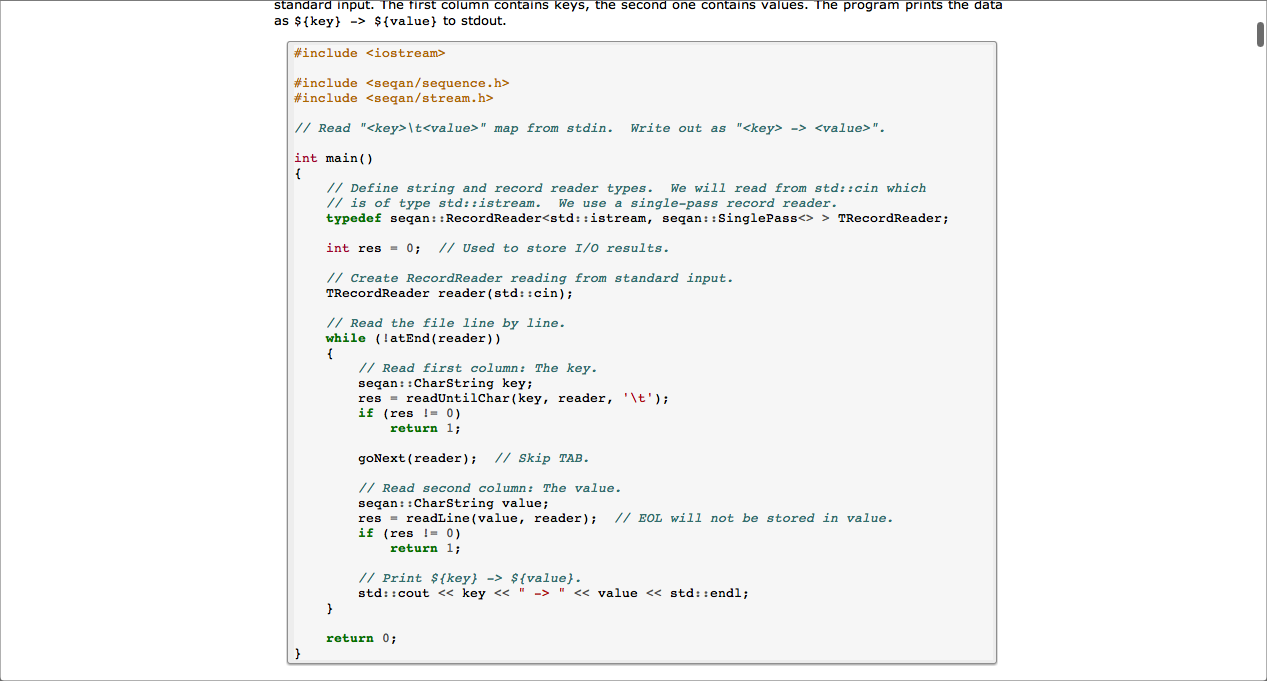 standard input. The first column contains keys, the second one contains values. The program prints the data
as ${key} -> ${value} to stdout.
#include <iostream>
#include <seqan/sequence.h>
#include <seqan/stream.h>
// Read "<key>\t<value>" map from stdin.  Write out as "<key> -> <value>".
int main()
{
    // Define string and record reader types.  We will read from std::cin which
    // is of type std::istream.  We use a single-pass record reader.
    typedef seqan::RecordReader<std::istream, seqan::SinglePass<> > TRecordReader;
    int res = 0;  // Used to store I/O results.
    // Create RecordReader reading from standard input.
    TRecordReader reader(std::cin);
    // Read the file line by line.
    while (!atEnd(reader))
    {
        // Read first column: The key.
        seqan::CharString key;
        res = readUntilChar(key, reader, '\t');
        if (res != 0)
            return 1;
        goNext(reader);  // Skip TAB.
        // Read second column: The value.
        seqan::CharString value;
        res = readLine(value, reader);  // EOL will not be stored in value.
        if (res != 0)
            return 1;
        // Print ${key} -> ${value}.
        std::cout << key << " -> " << value << std::endl;
    }
    return 0;
}